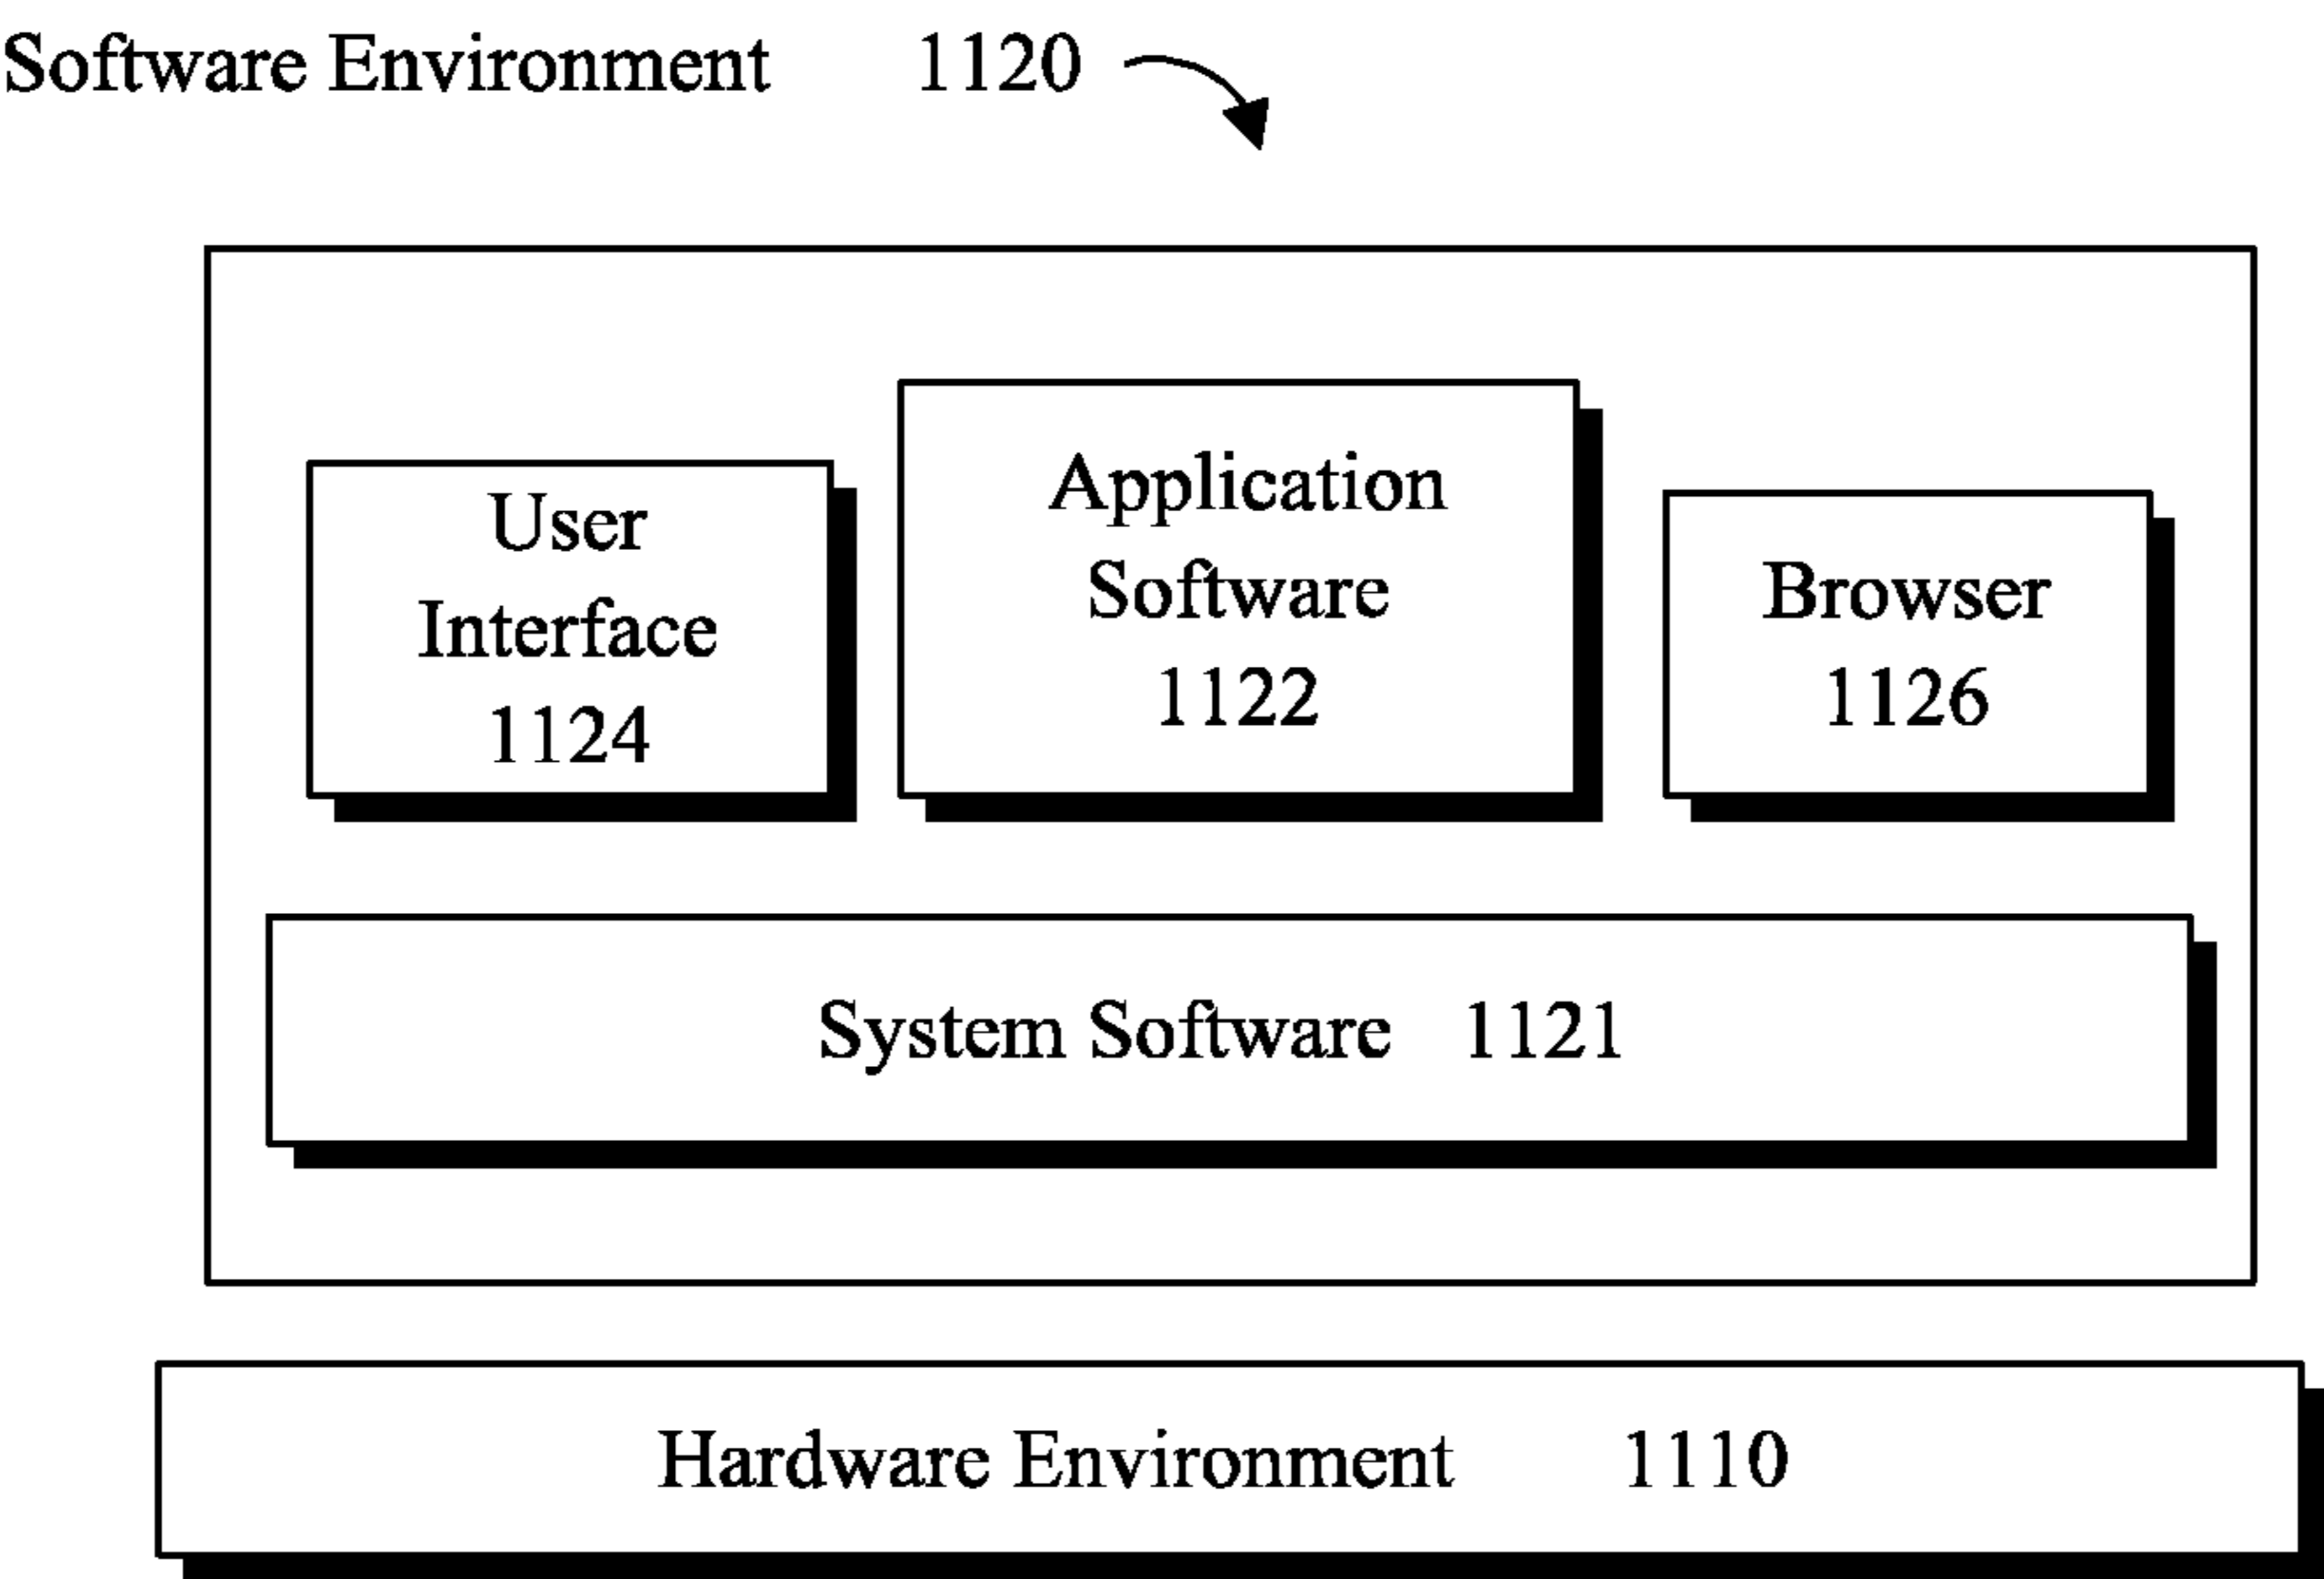 Software Environment 1120
User
Interface
1124
Application
Software
1122
Browser
1126
System Software 1121
Hardware Environment 1110